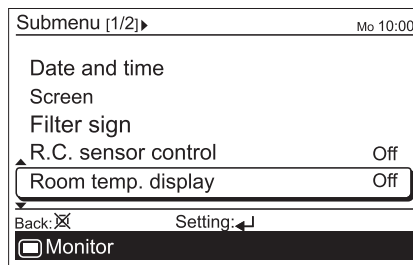 Submenu [1/2]
Mo 10:00
Date and time
Screen
Filter sign
R.C. sensor control Off
Room temp. display Off
Back: Setting:
Monitor